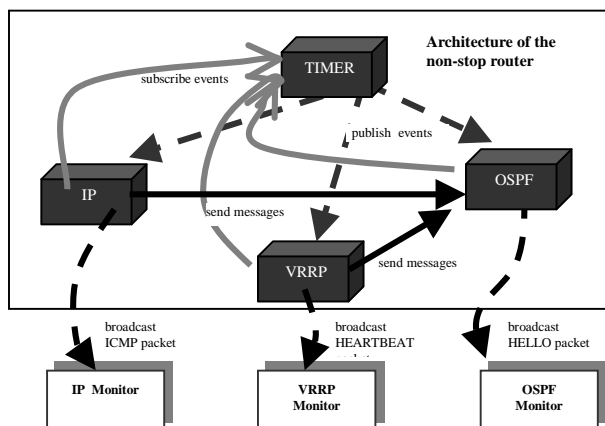 Architecture of the
non-stop router
TIMER
subscribe events
publish events
IP
OSPF
send messages
VRRP
send messages
broadcast
ICMP packet
broadcast
HEARTBEAT
broadcast
HELLO packet
IP Monitor
VRRP
Monitor
OSPF
Monitor